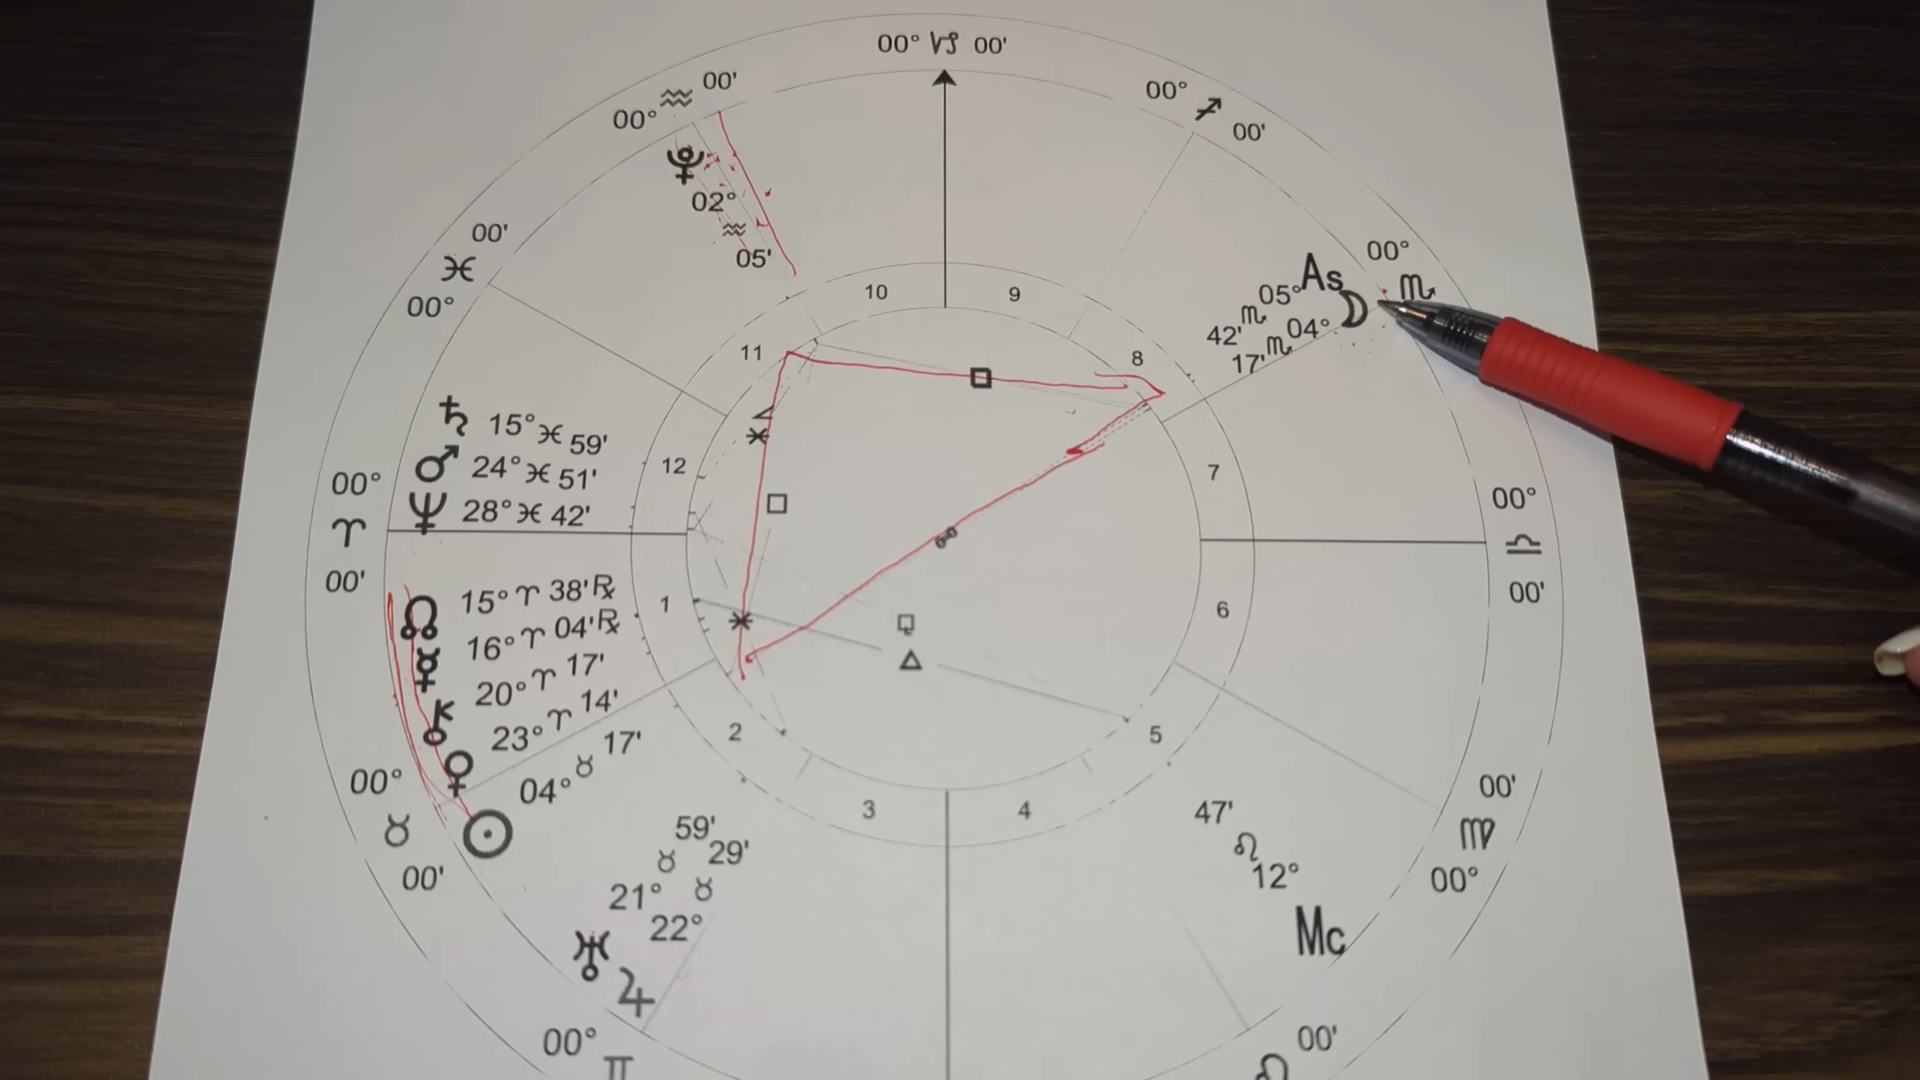 00° ♑ 00'
00° ♒ 00'
00° ♐ 00'
♇ 02° ♒ 05'
00° ♓ 00'
00° ♏
As 05° ♏ 42'
☽ 04° ♏ 17'
10 9
11 8
♄ 15° ♓ 59'
♂ 24° ♓ 51'
♆ 28° ♓ 42'
12 7
00° ♈ 00'
00° ♎ 00'
☊ 15° ♈ 38' ℞
☿ 16° ♈ 04' ℞
⚷ 20° ♈ 17'
♀ 23° ♈ 14'
1 6
☉ 04° ♉ 17'
2 5
00° ♉ 00'
00' ♍ 00°
3 4
♅ 21° ♉ 59'
♃ 22° ♉ 29'
Mc 12° ♌ 47'
00° ♊
♌ 00'